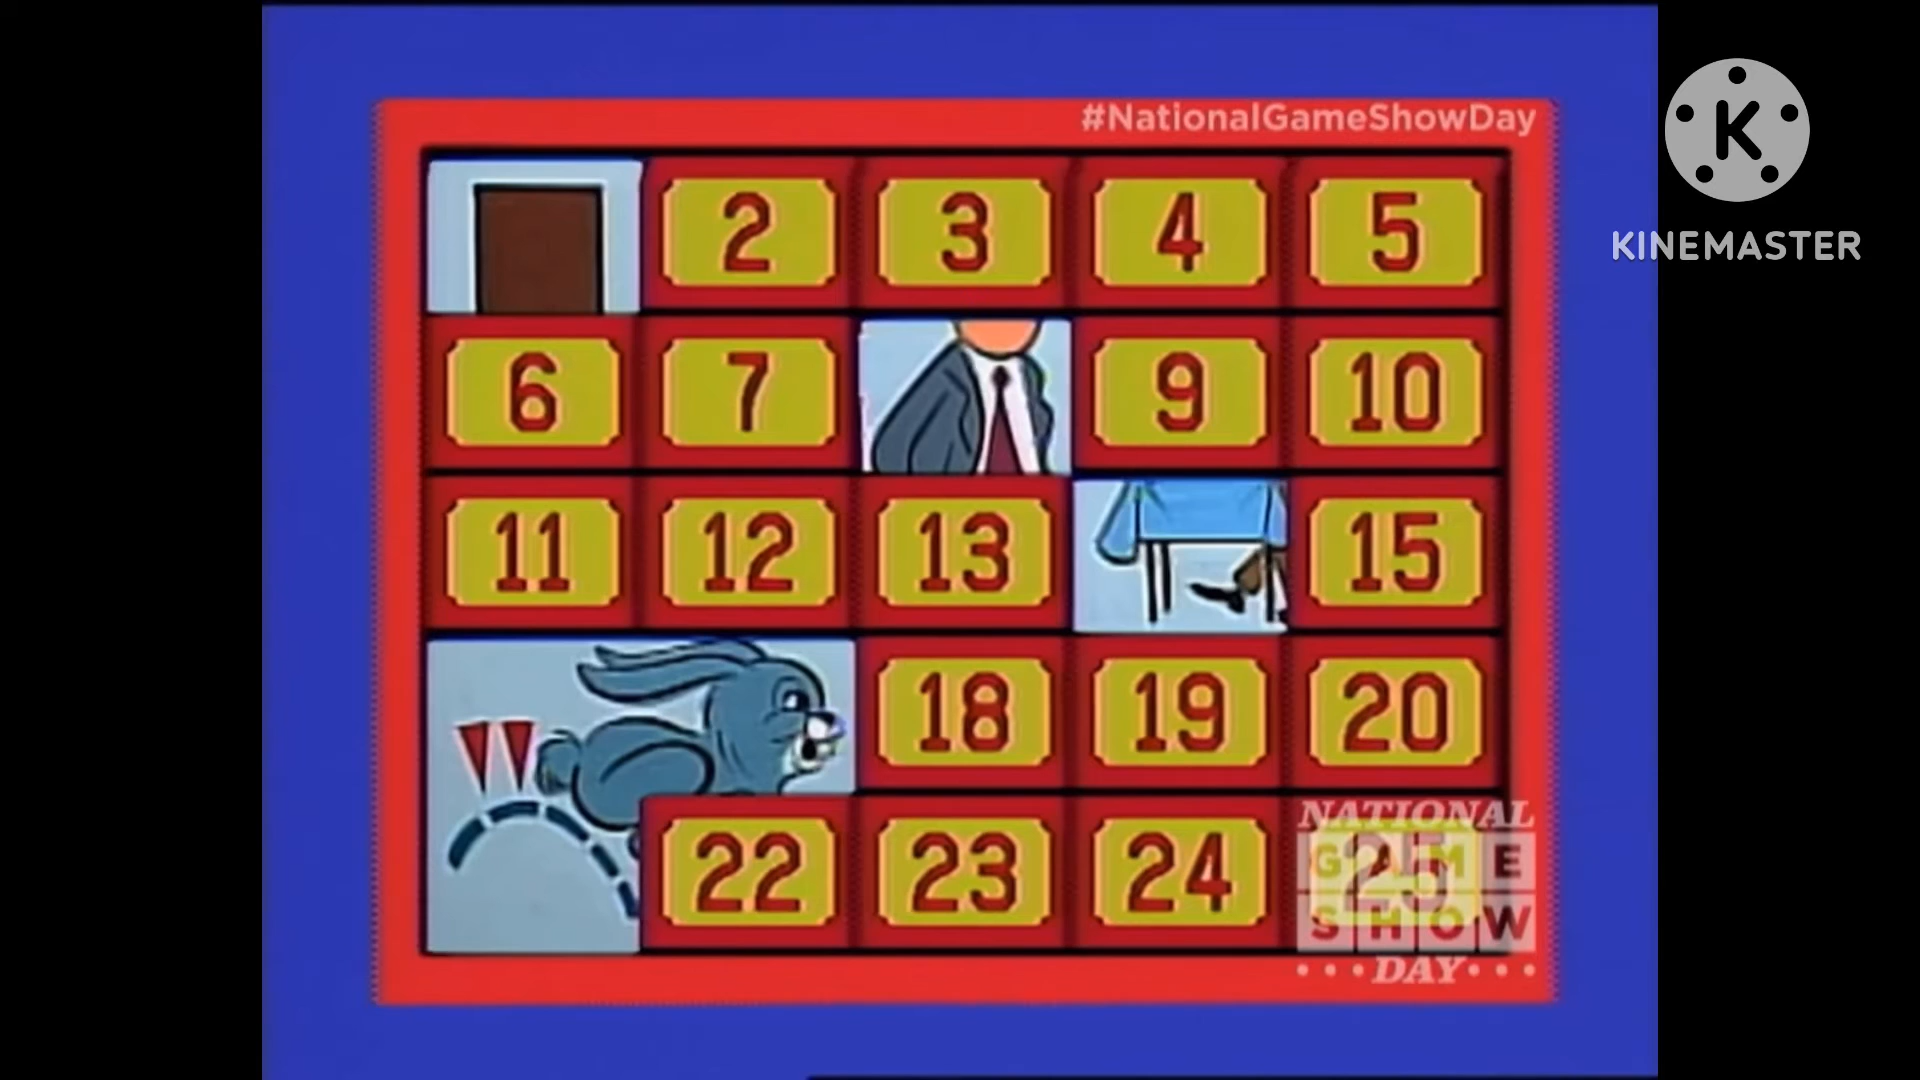 #NationalGameShowDay
K
KINEMASTER
2 3 4 5
6 7 9 10
11 12 13 15
18 19 20
22 23 24 25
NATIONAL
GAME
SHOW
DAY